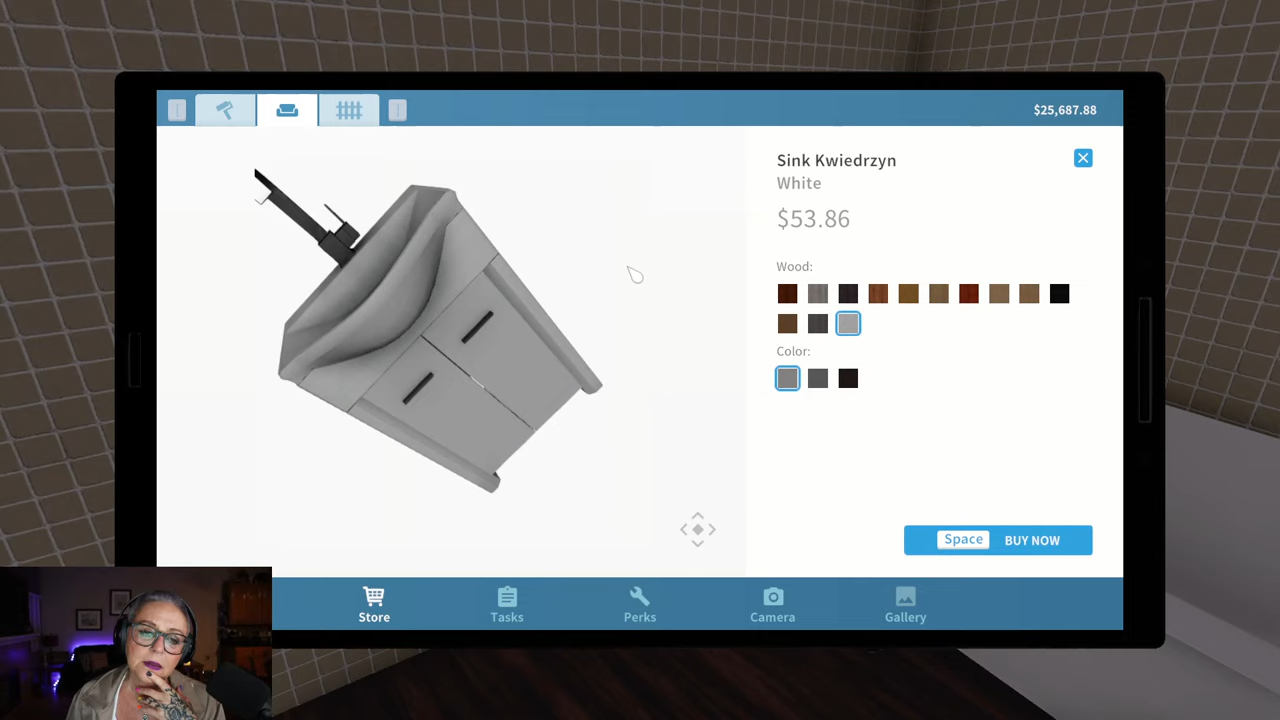 $25,687.88
Sink Kwiedrzyn
White
$53.86
Wood:
Color:
Space BUY NOW
Store Tasks Perks Camera Gallery